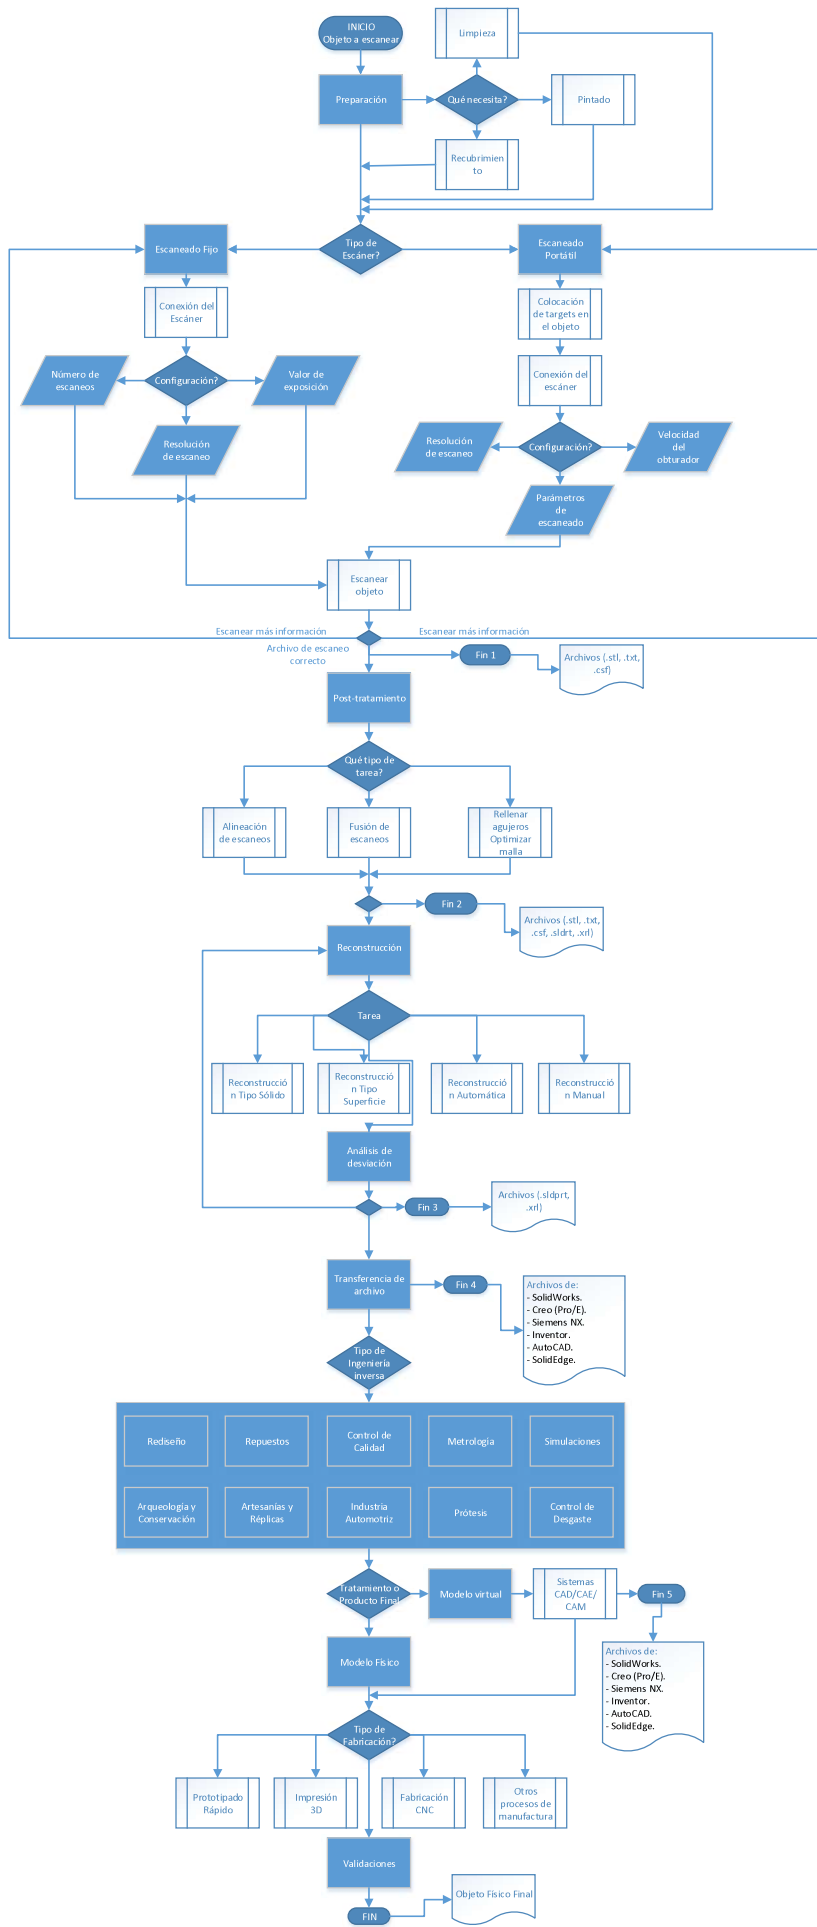 INICIO
Objeto a escanear
Limpieza
Preparación
Qué necesita?
Pintado
Recubrimien
to
Escaneado Fijo
Tipo de
Escáner?
Escaneado
Portátil
Conexión del
Escáner
Colocación
de targets en
el objeto
Número de
escaneos
Configuración?
Valor de
exposición
Conexión del
escáner
Resolución
de escaneo
Resolución
de escaneo
Configuración?
Velocidad
del
obturador
Parámetros
de
escaneado
Escanear
objeto
Escanear más información
Escanear más información
Archivo de escaneo
correcto
Fin 1
Archivos (.stl, .txt,
.csf)
Post-tratamiento
Qué tipo de
tarea?
Alineación
de escaneos
Fusión de
escaneos
Rellenar
agujeros
Optimizar
malla
Fin 2
Archivos (.stl, .txt,
.csf, .sldrt, .xrl)
Reconstrucción
Tarea
Reconstrucció
n Tipo Sólido
Reconstrucció
n Tipo
Superficie
Reconstrucció
n Automática
Reconstrucció
n Manual
Análisis de
desviación
Fin 3
Archivos (.sldprt,
.xrl)
Transferencia de
archivo
Fin 4
Archivos de:
- SolidWorks.
- Creo (Pro/E).
- Siemens NX.
- Inventor.
- AutoCAD.
- SolidEdge.
Tipo de
Ingeniería
inversa
Rediseño
Repuestos
Control de
Calidad
Metrología
Simulaciones
Arqueología y
Conservación
Artesanías y
Réplicas
Industria
Automotriz
Prótesis
Control de
Desgaste
Tratamiento o
Producto Final
Modelo virtual
Sistemas
CAD/CAE/
CAM
Fin 5
Archivos de:
- SolidWorks.
- Creo (Pro/E).
- Siemens NX.
- Inventor.
- AutoCAD.
- SolidEdge.
Modelo Físico
Tipo de
Fabricación?
Prototipado
Rápido
Impresión
3D
Fabricación
CNC
Otros
procesos de
manufactura
Validaciones
FIN
Objeto Físico Final